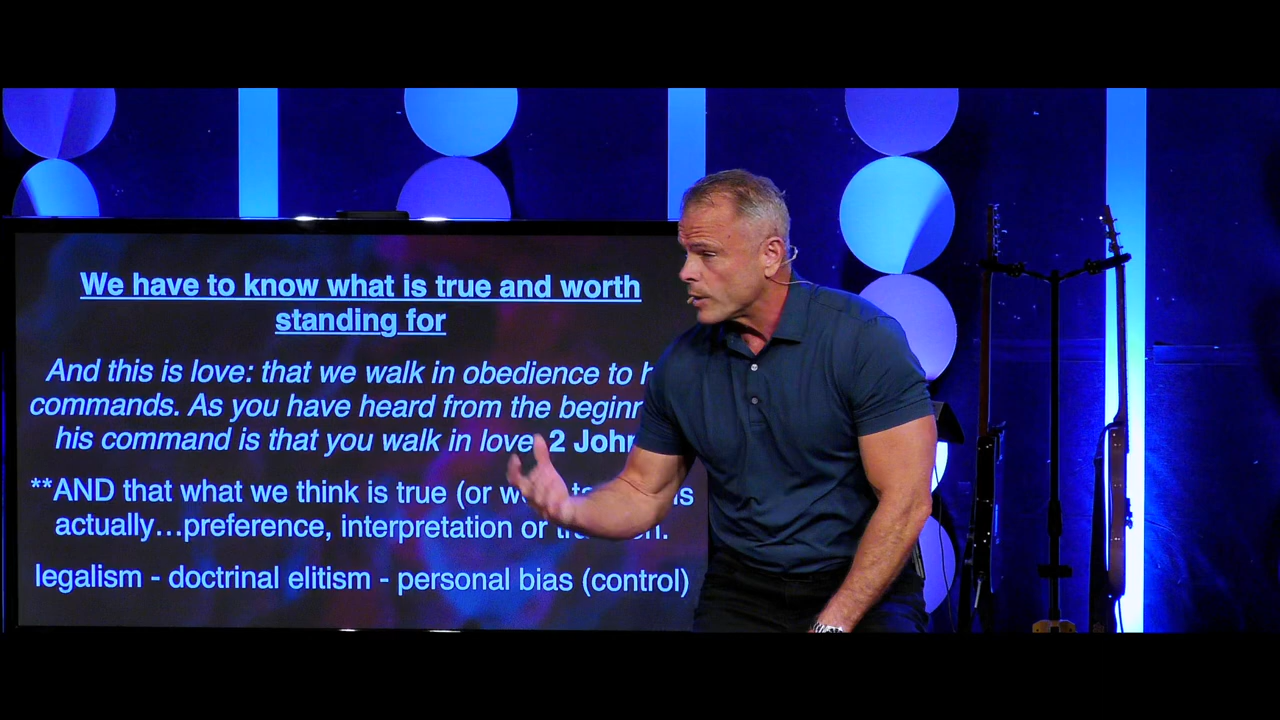 We have to know what is true and worth
standing for
And this is love: that we walk in obedience to
commands. As you have heard from the
his command is that you walk in love. 2
**AND that what we think is true (or
actually…preference, interpretation or
legalism - doctrinal elitism - personal bias (control)